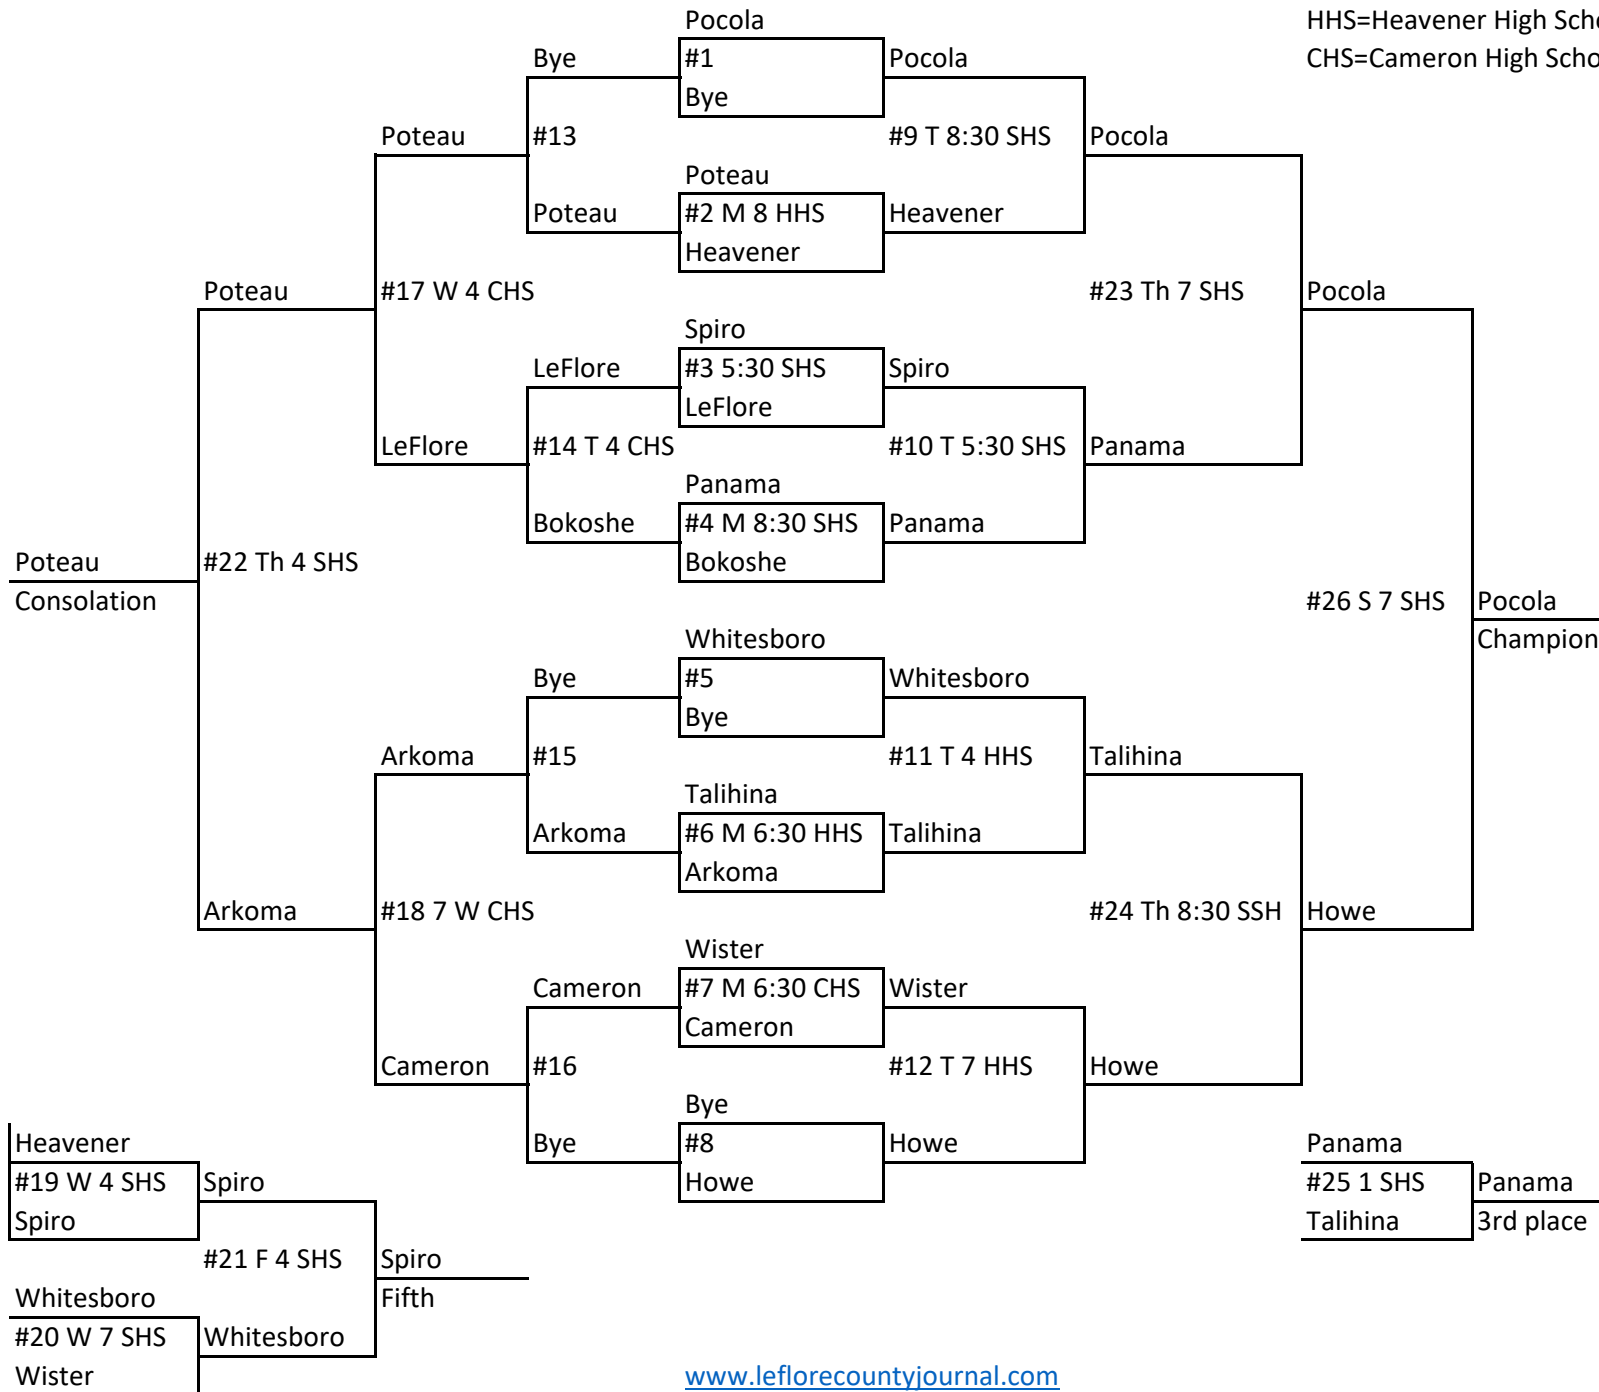 Pocola HHS=Heavener High Scho
Bye #1 Pocola CHS=Cameron High Scho
Bye
Poteau #13 #9 T 8:30 SHS Pocola
Poteau
Poteau #2 M 8 HHS Heavener
Heavener
Poteau #17 W 4 CHS #23 Th 7 SHS Pocola
Spiro
LeFlore #3 5:30 SHS Spiro
LeFlore
LeFlore #14 T 4 CHS #10 T 5:30 SHS Panama
Panama
Bokoshe #4 M 8:30 SHS Panama
Poteau #22 Th 4 SHS Bokoshe
Consolation #26 S 7 SHS Pocola
Whitesboro Champion
Bye #5 Whitesboro
Bye
Arkoma #15 #11 T 4 HHS Talihina
Talihina
Arkoma #6 M 6:30 HHS Talihina
Arkoma
Arkoma #18 7 W CHS #24 Th 8:30 SSH Howe
Wister
Cameron #7 M 6:30 CHS Wister
Cameron
Cameron #16 #12 T 7 HHS Howe
Bye
Heavener Bye #8 Howe Panama
#19 W 4 SHS Spiro Howe #25 1 SHS Panama
Spiro Talihina 3rd place
#21 F 4 SHS Spiro
Whitesboro Fifth
#20 W 7 SHS Whitesboro
Wister www.leflorecountyjournal.com